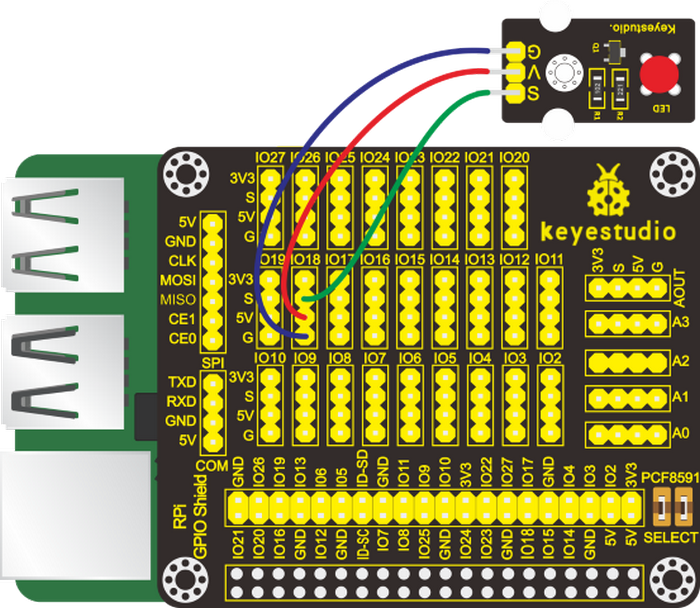 Keyestudio.
G
V
S
Q1
102
221
R1
R2
LED
IO27 IO26 IO25 IO24 IO23 IO22 IO21 IO20
3V3
S
5V
G
keyestudio
5V
GND
CLK
MOSI
MISO
CE1
CE0
SPI
IO19 IO18 IO17 IO16 IO15 IO14 IO13 IO12 IO11
3V3
S
5V
G
3V3 S 5V G
AOUT
A3
A2
A1
A0
IO10 IO9 IO8 IO7 IO6 IO5 IO4 IO3 IO2
3V3
S
5V
G
TXD
RXD
GND
5V
COM
RPi
GPIO Shield
GND IO26 IO19 IO13 IO6 IO5 ID-SD GND IO11 IO9 IO10 3V3 IO22 IO27 IO17 GND IO4 IO3 IO2 3V3
IO21 IO20 IO16 GND IO12 GND ID-SC IO7 IO8 IO25 GND IO24 IO23 GND IO18 IO15 IO14 GND 5V 5V
PCF8591
SELECT